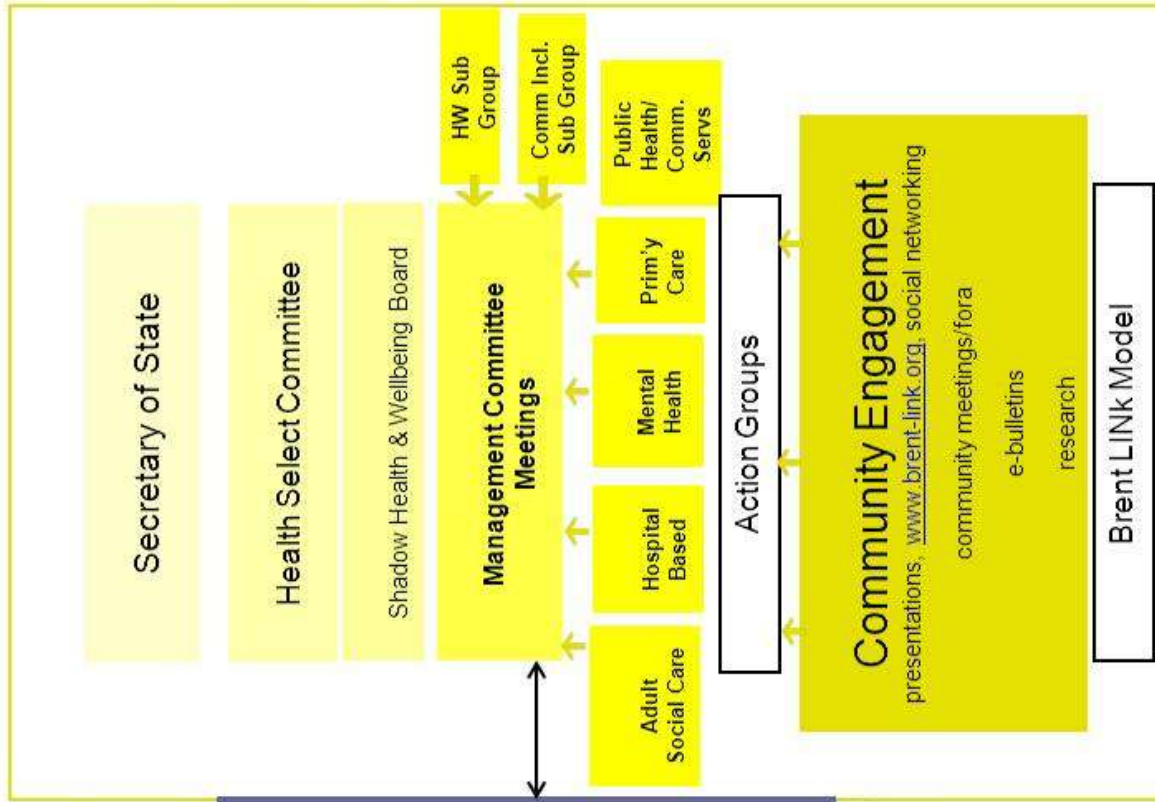 Secretary of State
Health Select Committee
Shadow Health & Wellbeing Board
Management Committee
Meetings
HW Sub
Group
Comm Incl.
Sub Group
Adult
Social Care
Hospital
Based
Mental
Health
Prim'y
Care
Public
Health/
Comm.
Servs
Action Groups
Community Engagement
presentations, www.brent-link.org, social networking
community meetings/fora
e-bulletins
research
Brent LINk Model